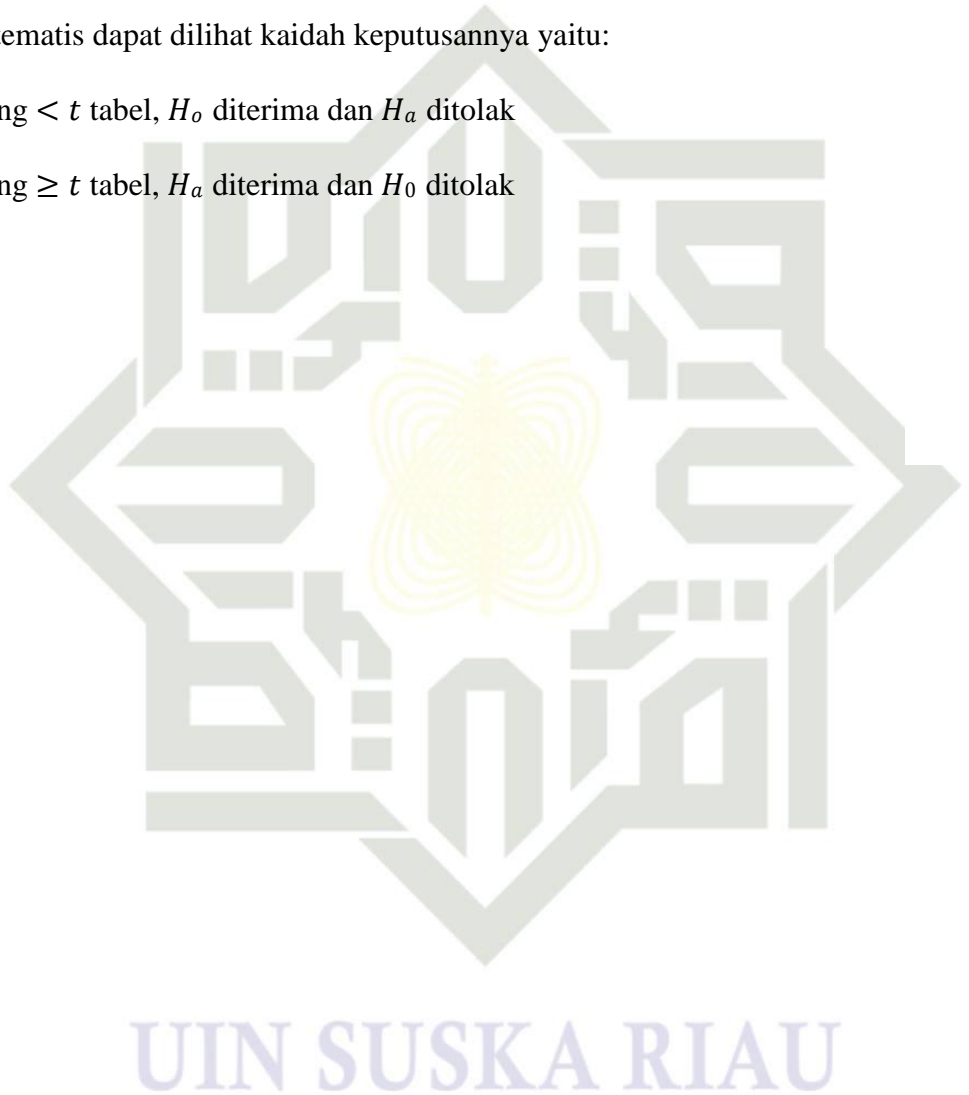 tematis dapat dilihat kaidah keputusannya yaitu:
ng < t tabel, Hₒ diterima dan Hₐ ditolak
ng ≥ t tabel, Hₐ diterima dan H₀ ditolak
UIN SUSKA RIAU